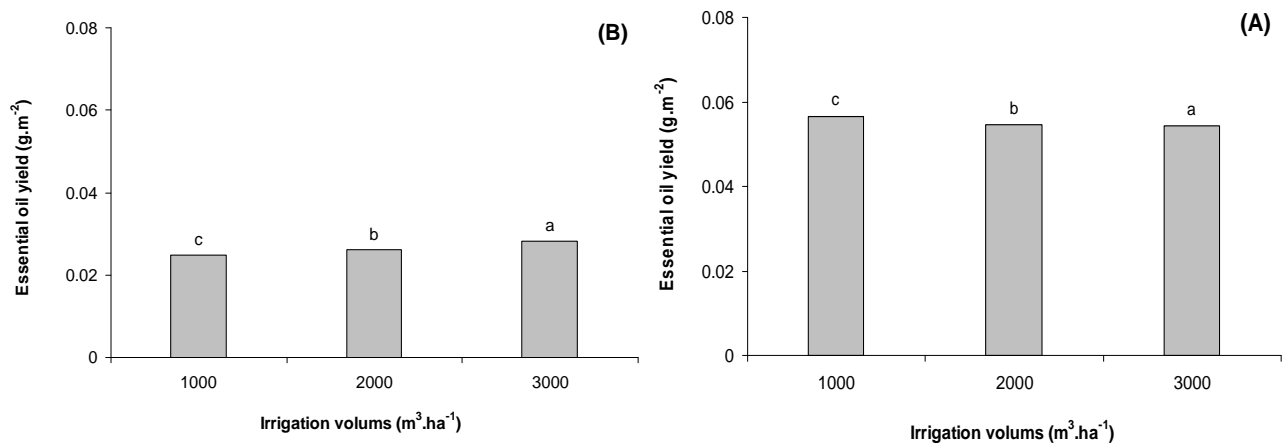 (B)
Essential oil yield (g.m⁻²)
0.08
0.06
0.04
0.02
0
c
b
a
1000
2000
3000
Irrigation volums (m³.ha⁻¹)
(A)
Essential oil yield (g.m⁻²)
0.08
0.06
0.04
0.02
0
c
b
a
1000
2000
3000
Irrigation volums (m³.ha⁻¹)